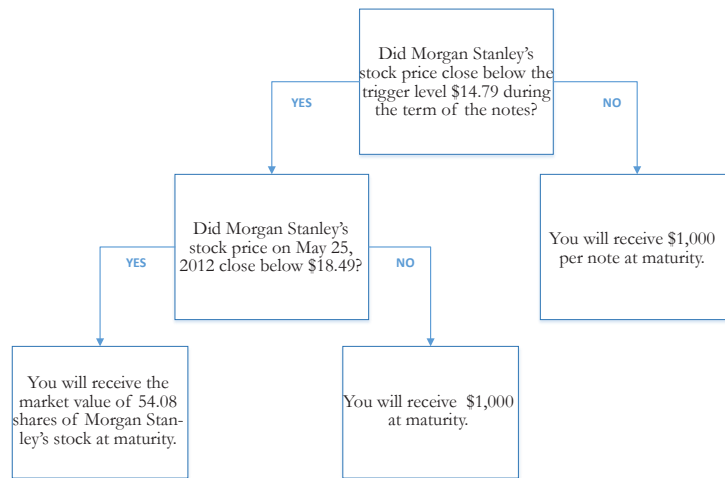 Did Morgan Stanley's
stock price close below the
trigger level $14.79 during
the term of the notes?
YES
NO
Did Morgan Stanley's
stock price on May 25,
2012 close below $18.49?
You will receive $1,000
per note at maturity.
YES
NO
You will receive the
market value of 54.08
shares of Morgan Stan-
ley's stock at maturity.
You will receive $1,000
at maturity.